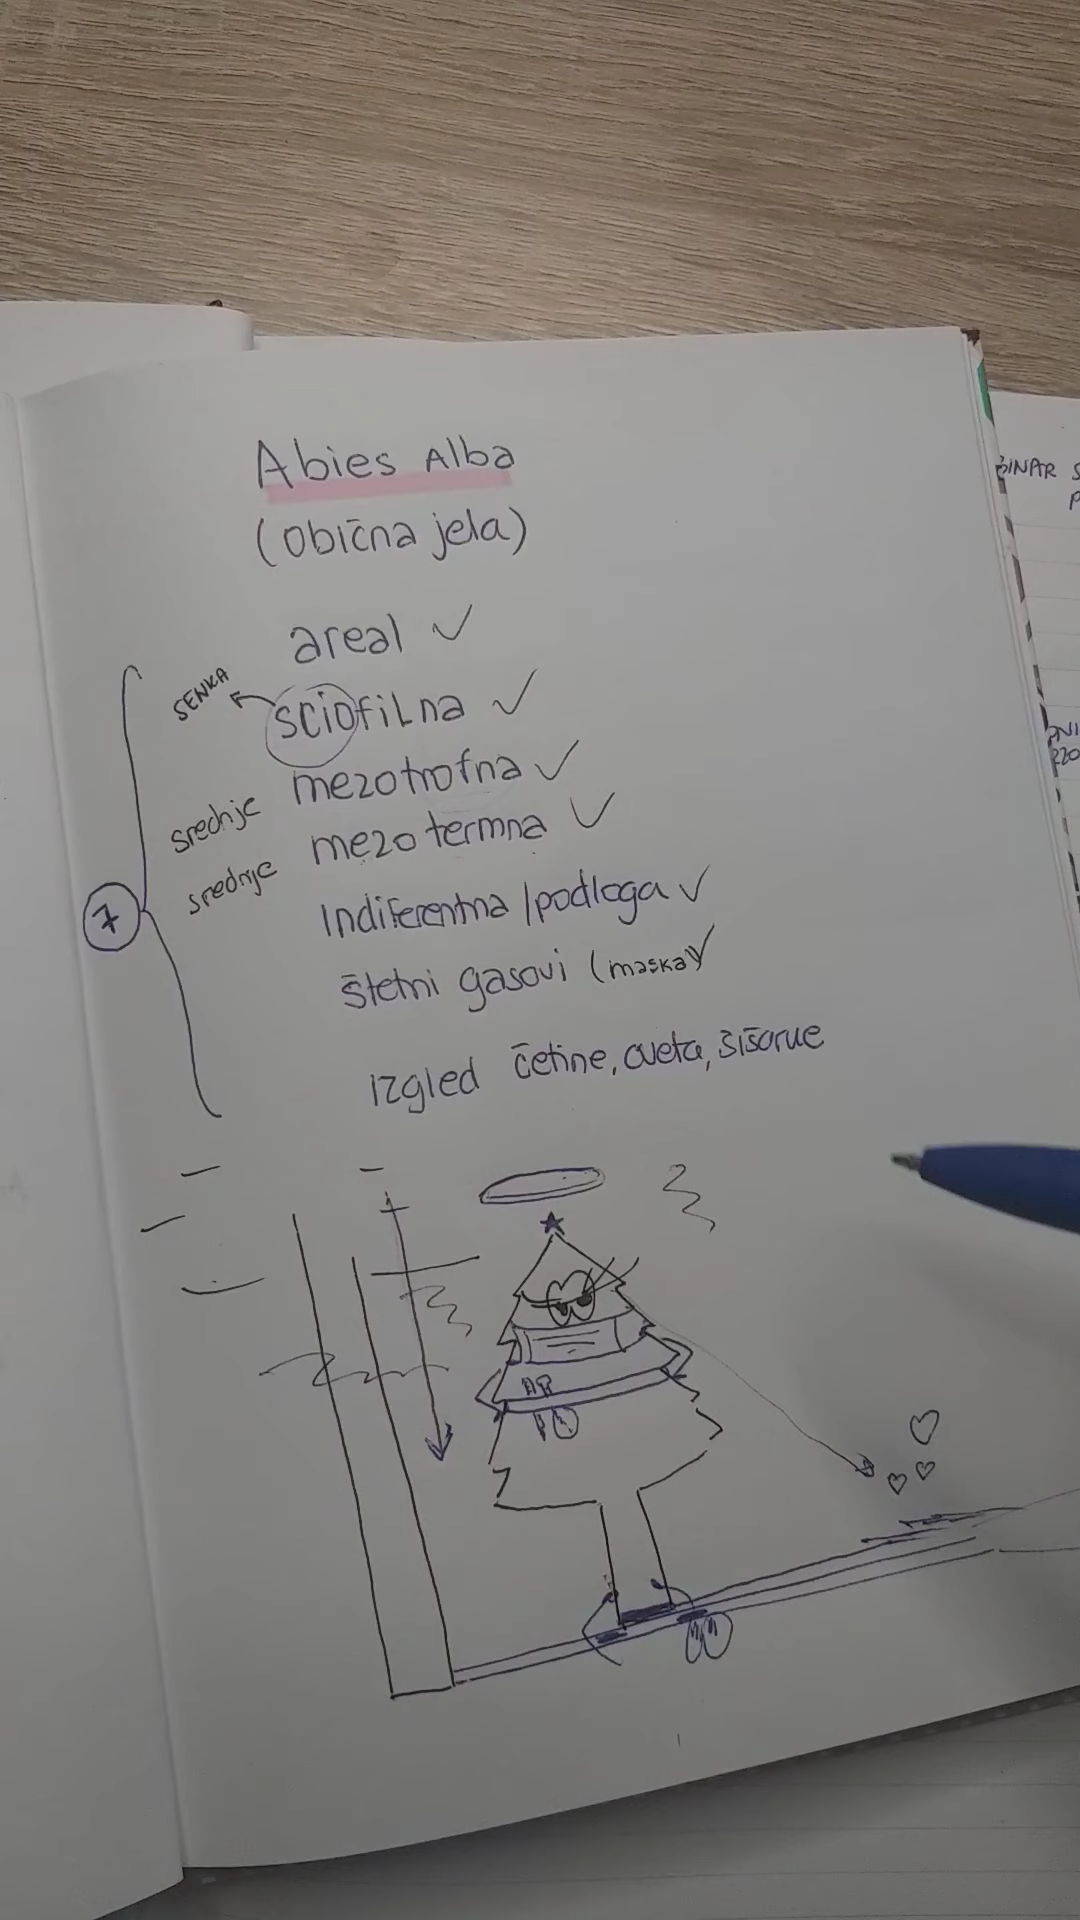 Abies Alba
(obična jela)
areal ✓
SENKA
sciofilna ✓
mezotrofna ✓
srednje
mezotermna ✓
srednje
indiferentna /podloga ✓
7
štetni gasovi (maska) ✓
izgled četine, cveta, šišarke
BINAR S